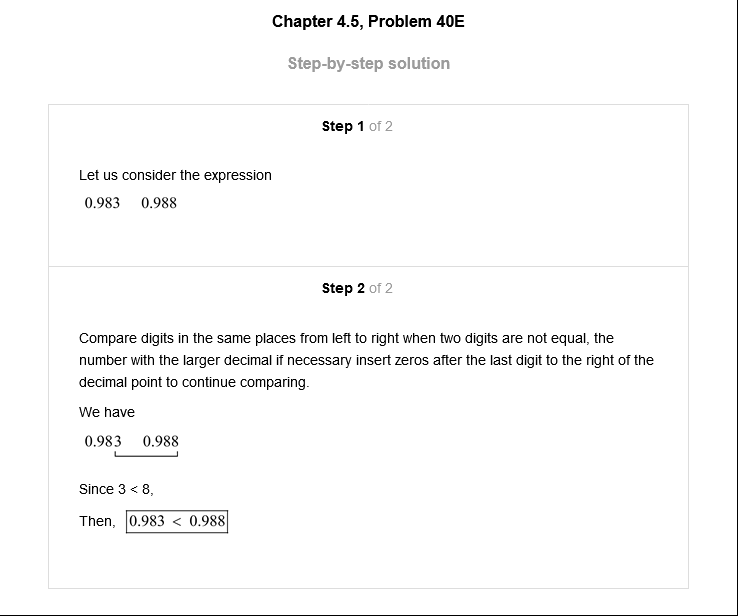 Chapter 4.5, Problem 40E
Step-by-step solution
Step 1 of 2
Let us consider the expression
0.983 0.988
Step 2 of 2
Compare digits in the same places from left to right when two digits are not equal, the
number with the larger decimal if necessary insert zeros after the last digit to the right of the
decimal point to continue comparing.
We have
0.983 0.988
Since 3 < 8,
Then, 0.983 < 0.988